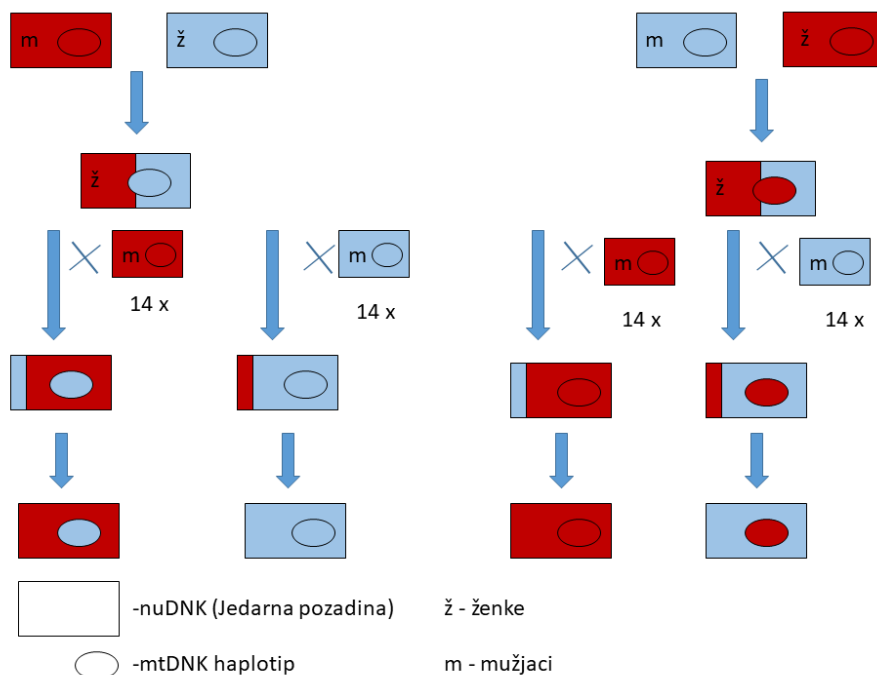 m ž m ž
ž ž
m m m m
14 x 14 x 14 x 14 x
-nuDNK (Jedarna pozadina) ž - ženke
-mtDNK haplotip m - mužjaci